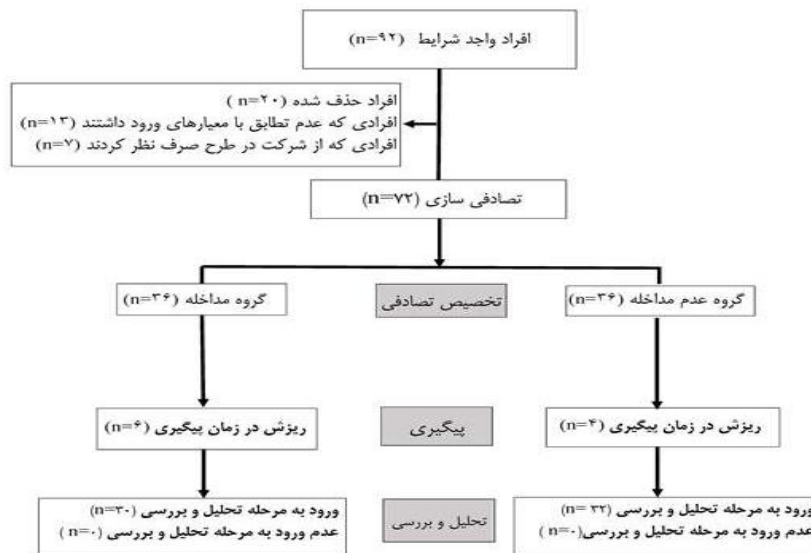 افراد واجد شرایط (n=۹۲)
افراد حذف شده (n=۲۰ )
افرادی که عدم تطابق با معیارهای ورود داشتند (n=۱۳)
افرادی که از شرکت در طرح صرف نظر کردند (n=۷)
تصادفی سازی (n=۷۲)
گروه عدم مداخله (n=۳۶)
تخصیص تصادفی
گروه مداخله (n=۳۶)
ریزش در زمان پیگیری (n=۴)
پیگیری
ریزش در زمان پیگیری (n=۶)
ورود به مرحله تحلیل و بررسی (n= ۳۲)
عدم ورود به مرحله تحلیل و بررسی(n=۰ )
تحلیل و بررسی
ورود به مرحله تحلیل و بررسی (n=۳۰)
عدم ورود به مرحله تحلیل و بررسی (n=۰ )